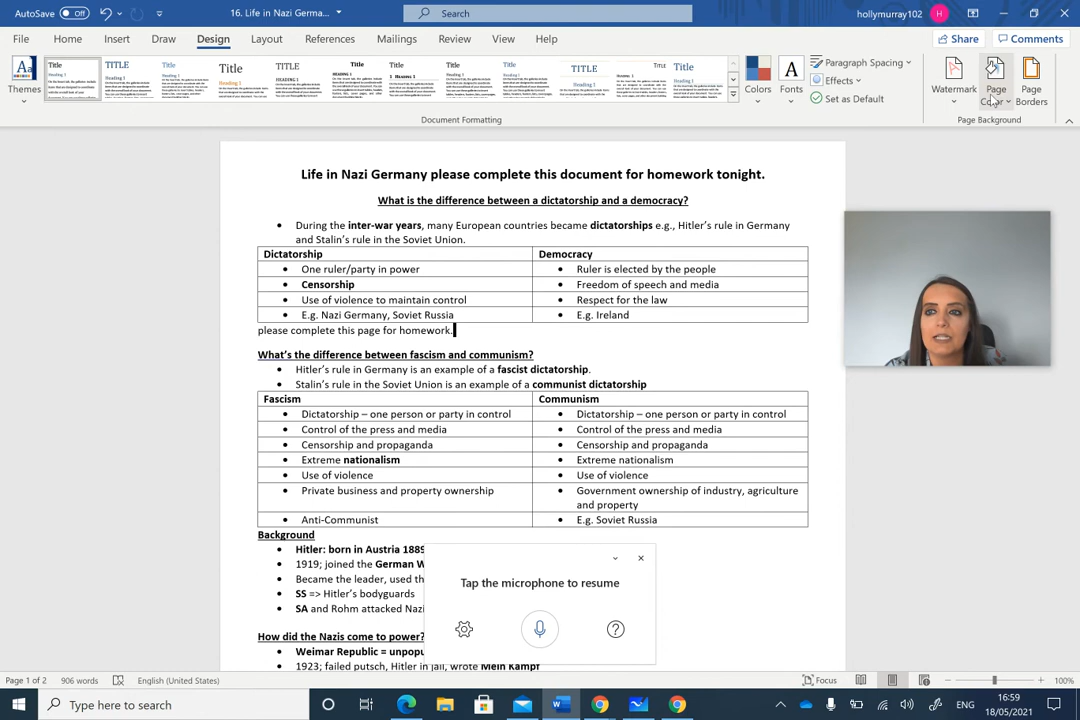 AutoSave Off 16. Life in Nazi Germa... Search hollymurray102 H
File Home Insert Draw Design Layout References Mailings Review View Help Share Comments
Themes Colors Fonts Paragraph Spacing Effects Set as Default Watermark Page Color Page Borders
Document Formatting Page Background
Life in Nazi Germany please complete this document for homework tonight.
What is the difference between a dictatorship and a democracy?
• During the inter-war years, many European countries became dictatorships e.g., Hitler's rule in Germany
and Stalin's rule in the Soviet Union.
Dictatorship Democracy
• One ruler/party in power • Ruler is elected by the people
• Censorship • Freedom of speech and media
• Use of violence to maintain control • Respect for the law
• E.g. Nazi Germany, Soviet Russia • E.g. Ireland
please complete this page for homework.
What's the difference between fascism and communism?
• Hitler's rule in Germany is an example of a fascist dictatorship.
• Stalin's rule in the Soviet Union is an example of a communist dictatorship
Fascism Communism
• Dictatorship – one person or party in control • Dictatorship – one person or party in control
• Control of the press and media • Control of the press and media
• Censorship and propaganda • Censorship and propaganda
• Extreme nationalism • Extreme nationalism
• Use of violence • Use of violence
• Private business and property ownership • Government ownership of industry, agriculture
and property
• Anti-Communist • E.g. Soviet Russia
Background
• Hitler: born in Austria 1889
• 1919; joined the German W
• Became the leader, used th
• SS => Hitler's bodyguards
• SA and Rohm attacked Nazi
Tap the microphone to resume
How did the Nazis come to power?
• Weimar Republic = unpopu
• 1923; failed putsch, Hitler in jail, wrote Mein Kampf
Page 1 of 2 906 words English (United States) Focus 100%
Type here to search ENG 16:59
18/05/2021